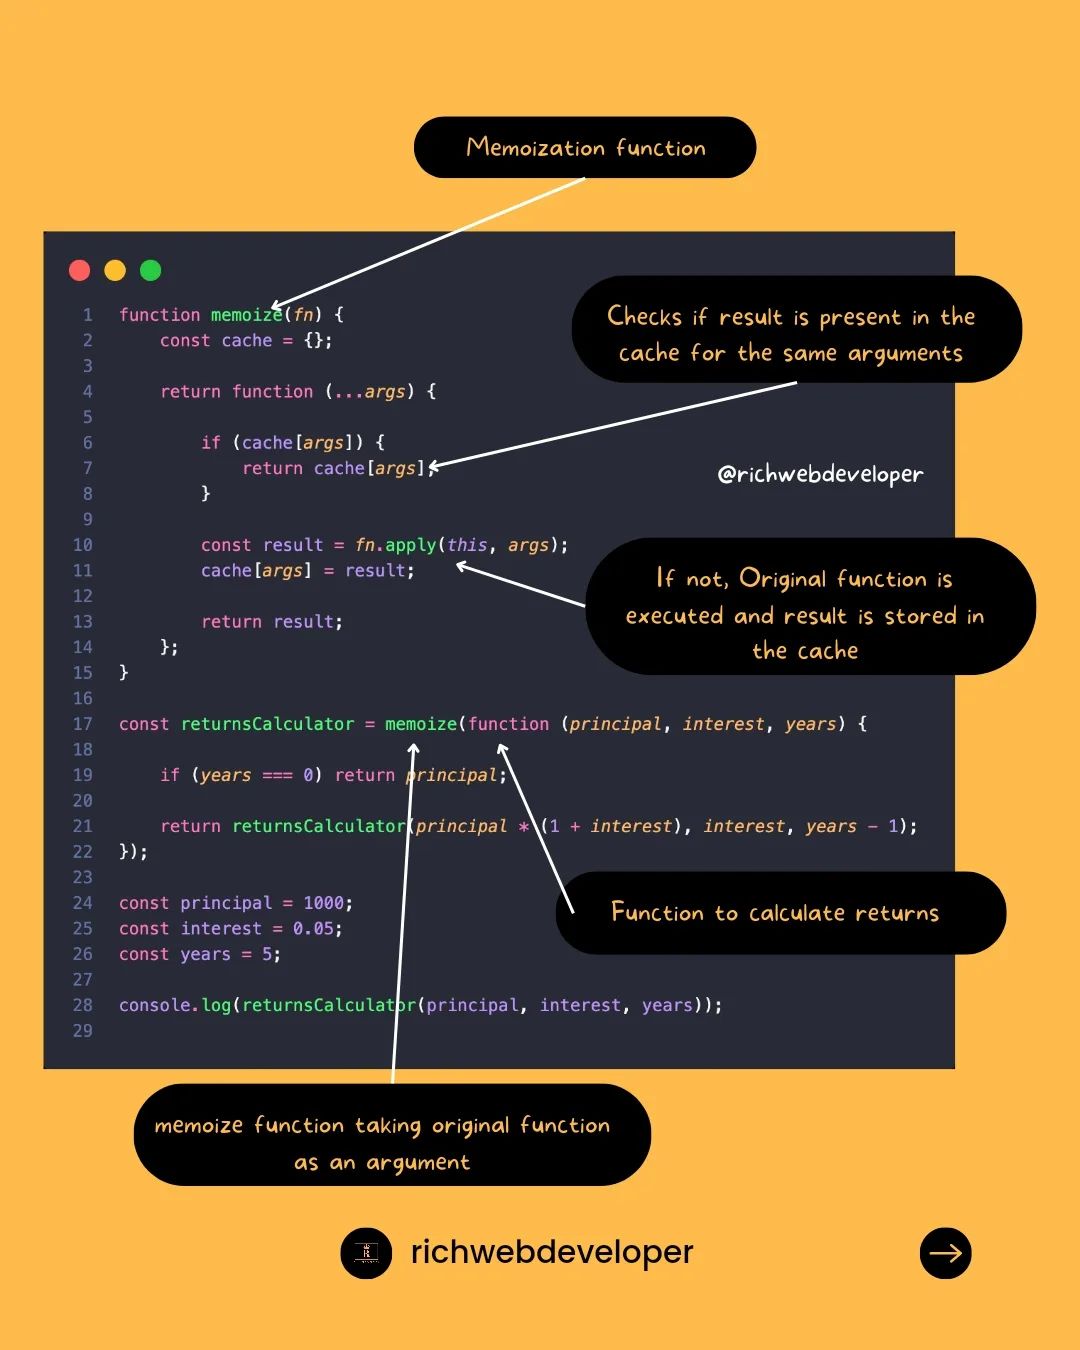 Memoization function
Checks if result is present in the
cache for the same arguments
1 function memoize(fn) {
2     const cache = {};
3
4     return function (...args) {
5
6         if (cache[args]) {
7             return cache[args];
8         }
9
10         const result = fn.apply(this, args);
11         cache[args] = result;
12
13         return result;
14     };
15 }
16
17 const returnsCalculator = memoize(function (principal, interest, years) {
18
19     if (years === 0) return principal;
20
21     return returnsCalculator(principal * (1 + interest), interest, years - 1);
22 });
23
24 const principal = 1000;
25 const interest = 0.05;
26 const years = 5;
27
28 console.log(returnsCalculator(principal, interest, years));
29
@richwebdeveloper
If not, Original function is
executed and result is stored in
the cache
Function to calculate returns
memoize function taking original function
as an argument
richwebdeveloper